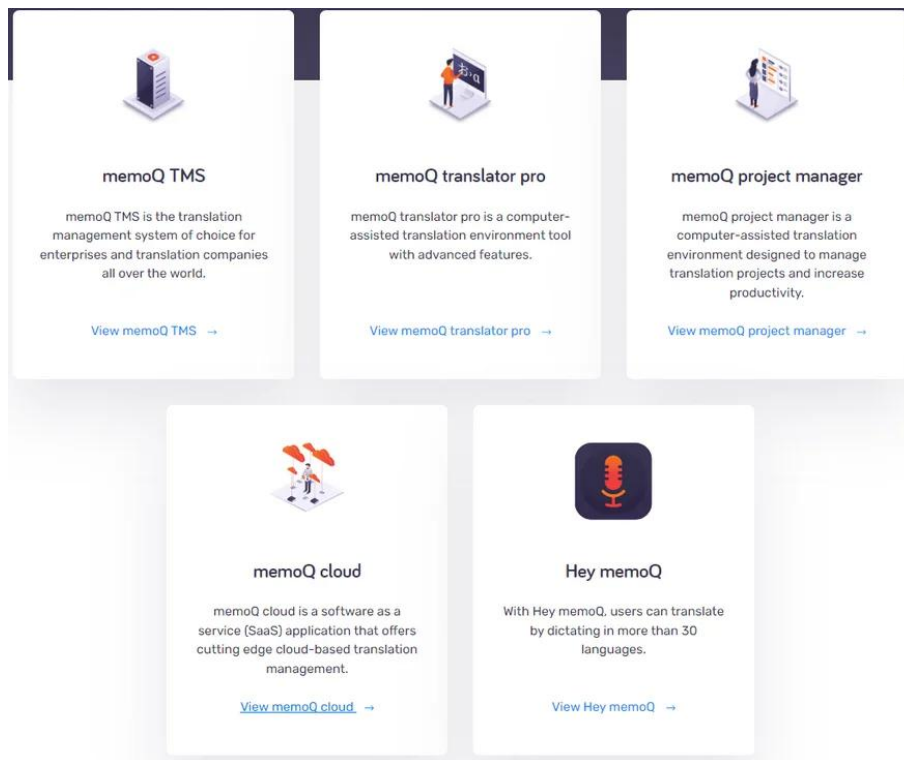 memoQ TMS
memoQ TMS is the translation
management system of choice for
enterprises and translation companies
all over the world.
View memoQ TMS →
memoQ translator pro
memoQ translator pro is a computer-
assisted translation environment tool
with advanced features.
View memoQ translator pro →
memoQ project manager
memoQ project manager is a
computer-assisted translation
environment designed to manage
translation projects and increase
productivity.
View memoQ project manager →
memoQ cloud
memoQ cloud is a software as a
service (SaaS) application that offers
cutting edge cloud-based translation
management.
View memoQ cloud →
Hey memoQ
With Hey memoQ, users can translate
by dictating in more than 30
languages.
View Hey memoQ →